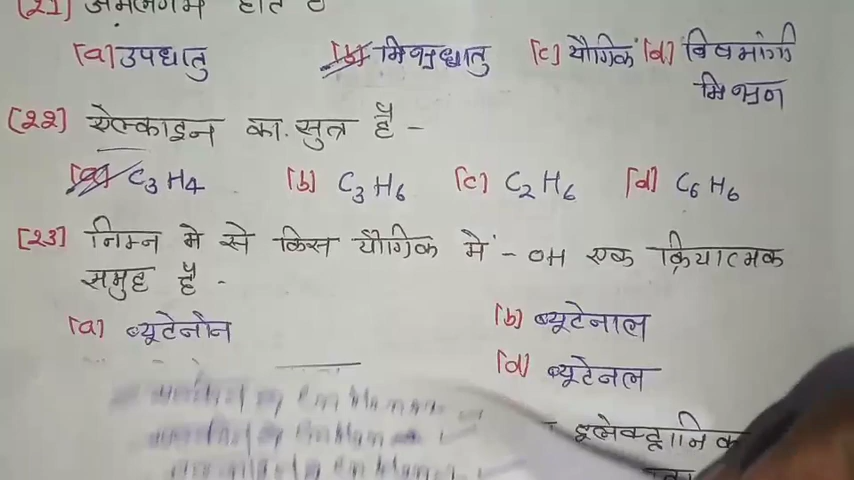 [21] अमलगम होते है
[a] उपधातु [b] मिश्रधातु [c] यौगिक [d] विषमांगी
मिश्रण
[22] ऐल्काइन का. सुत्र है -
[a] C₃H₄ [b] C₃H₆ [c] C₂H₆ [d] C₆H₆
[23] निम्न मे से किस यौगिक में - OH एक क्रियात्मक
समुह है -
[a] ब्यूटेनोन [b] ब्यूटेनाल
[d] ब्यूटेनल
इलेक्ट्रानिक